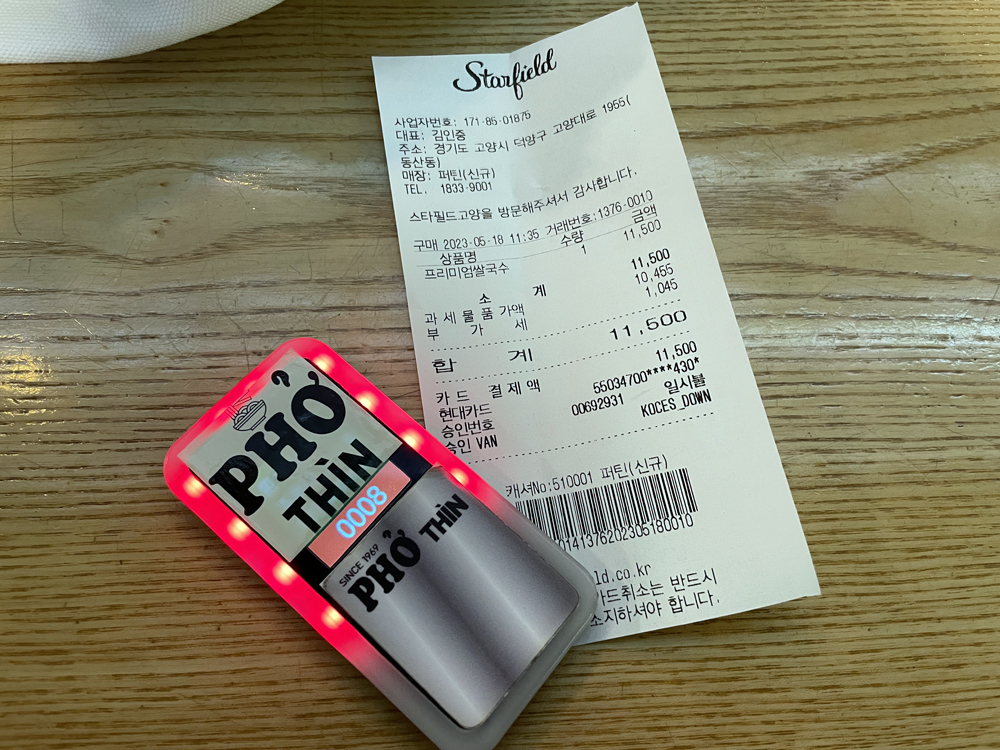 Starfield
사업자번호: 171-85-01875
대표: 김인중
주소: 경기도 고양시 덕양구 고양대로 1955(
동산동)
매장: 퍼틴(신규)
TEL. 1833-9001
스타필드고양을 방문해주셔서 감사합니다.
구매 2023-05-18 11:35 거래번호:1376-0010
상품명 수량 금액
프리미엄쌀국수 1 11,500
소 계 11,500
과 세 물 품 가액 10,455
부 가 세 1,045
합 계 11,500
카 드 결 제 액 11,500
현대카드 55034700****430*
승인번호 00692931 일시불
승인 VAN KOCES_DOWN
캐셔No:510001 퍼틴(신규)
0141376202305180010
ld.co.kr
카드취소는 반드시
소지하셔야 합니다.
PHỞ
THÌN
0008
SINCE 1969
PHỞ THÌN